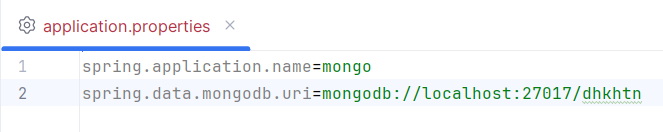 application.properties
1 spring.application.name=mongo
2 spring.data.mongodb.uri=mongodb://localhost:27017/dhkhtn